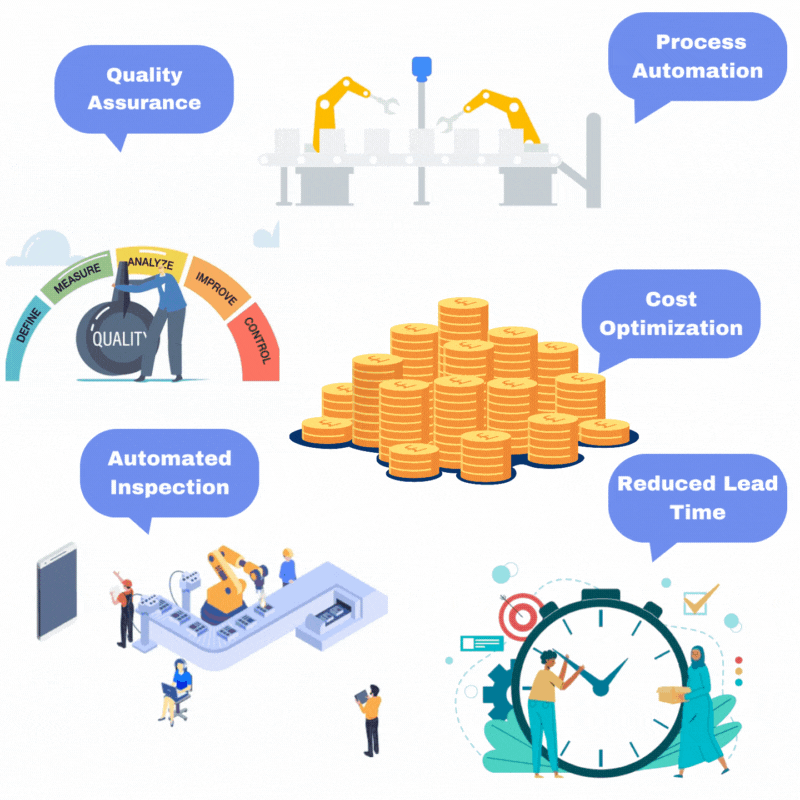 Quality
Assurance
Process
Automation
DEFINE
MEASURE
ANALYZE
IMPROVE
CONTROL
QUALITY
Cost
Optimization
Automated
Inspection
Reduced Lead
Time